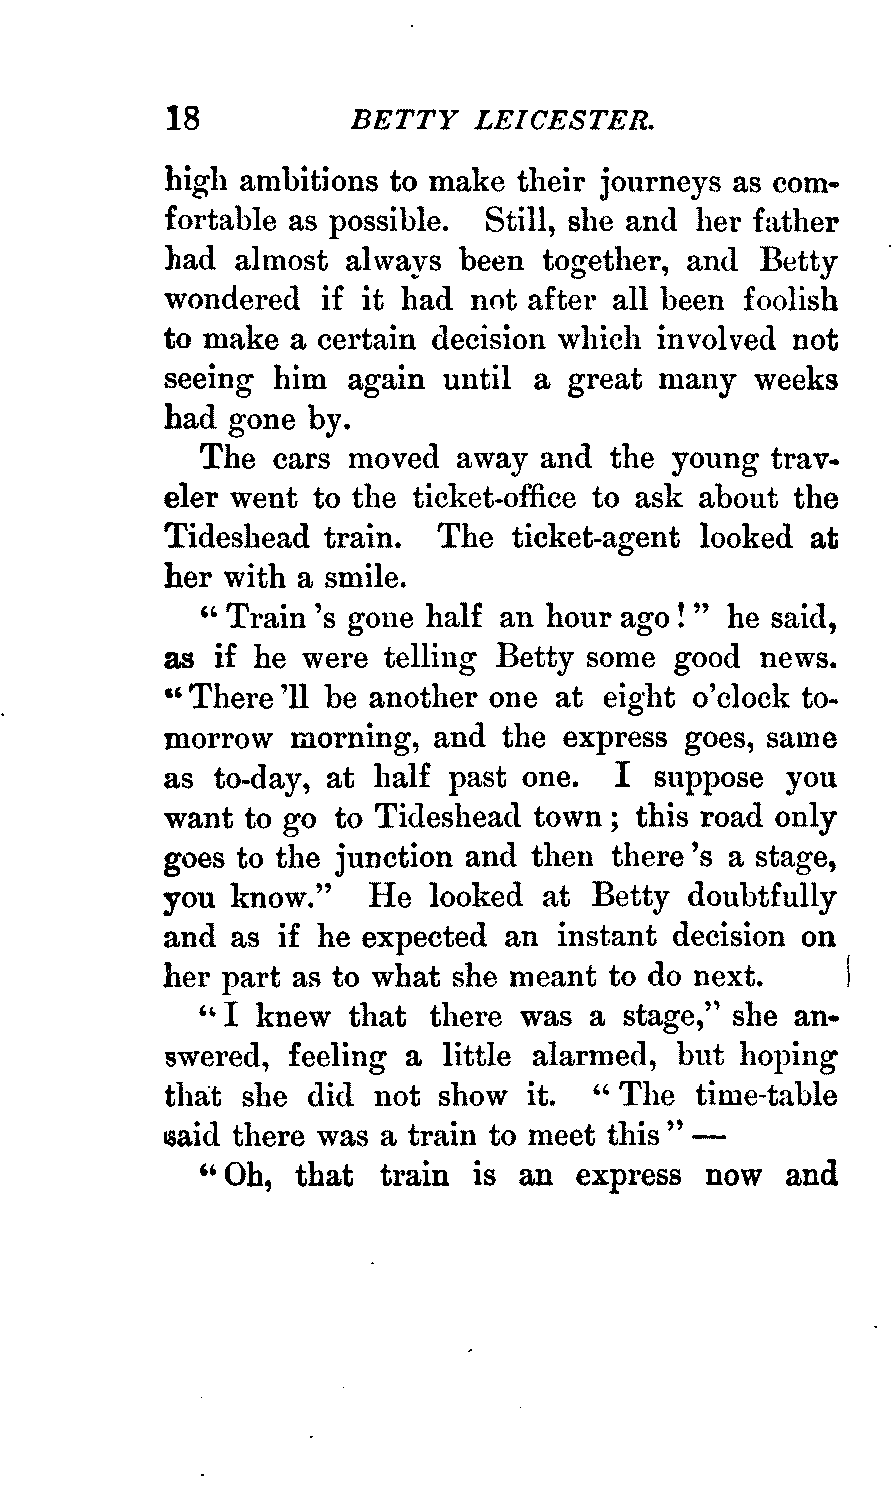 18 BETTY LEICESTER.
high ambitions to make their journeys as com-
fortable as possible. Still, she and her father
had almost always been together, and Betty
wondered if it had not after all been foolish
to make a certain decision which involved not
seeing him again until a great many weeks
had gone by.
The cars moved away and the young trav-
eler went to the ticket-office to ask about the
Tideshead train. The ticket-agent looked at
her with a smile.
“Train 's gone half an hour ago!” he said,
as if he were telling Betty some good news.
“There 'll be another one at eight o'clock to-
morrow morning, and the express goes, same
as to-day, at half past one. I suppose you
want to go to Tideshead town; this road only
goes to the junction and then there 's a stage,
you know.” He looked at Betty doubtfully
and as if he expected an instant decision on
her part as to what she meant to do next.
“I knew that there was a stage,” she an-
swered, feeling a little alarmed, but hoping
that she did not show it. “The time-table
said there was a train to meet this” —
“Oh, that train is an express now and